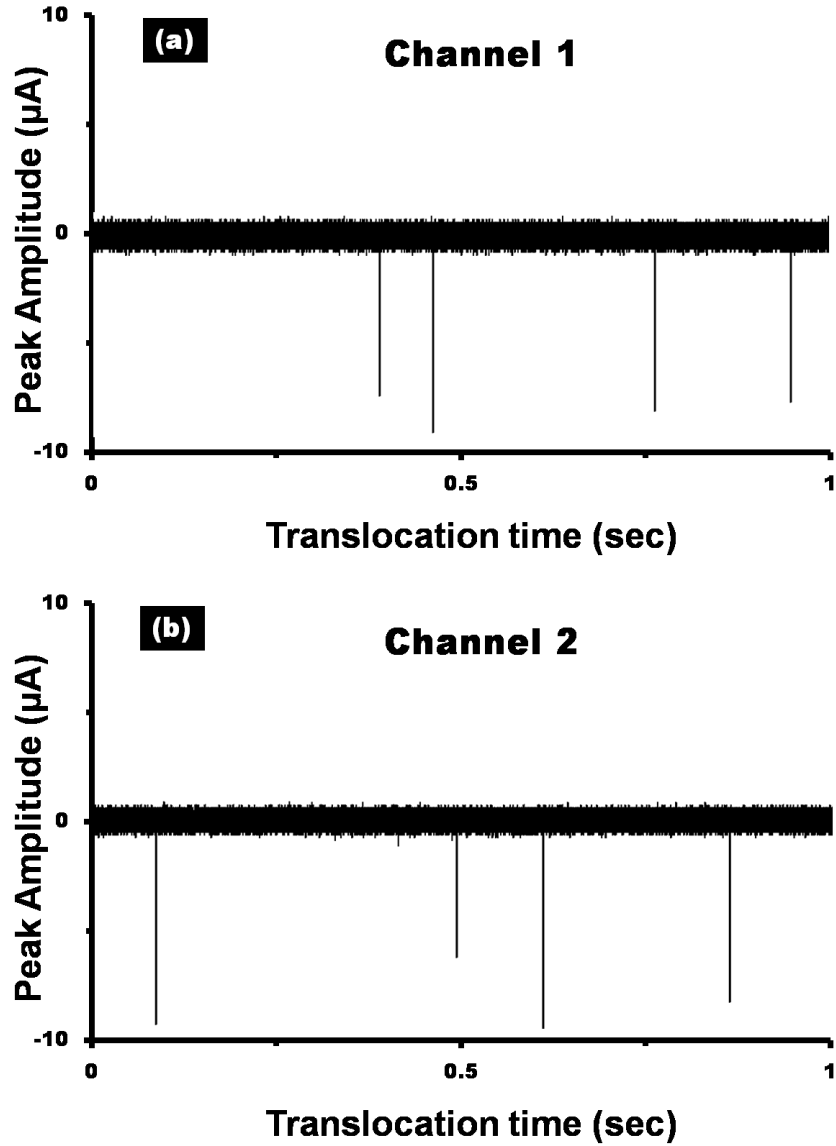 (a)
Channel 1
Peak Amplitude (µA)
10
0
-10
0 0.5 1
Translocation time (sec)
(b)
Channel 2
Peak Amplitude (µA)
10
0
-10
0 0.5 1
Translocation time (sec)